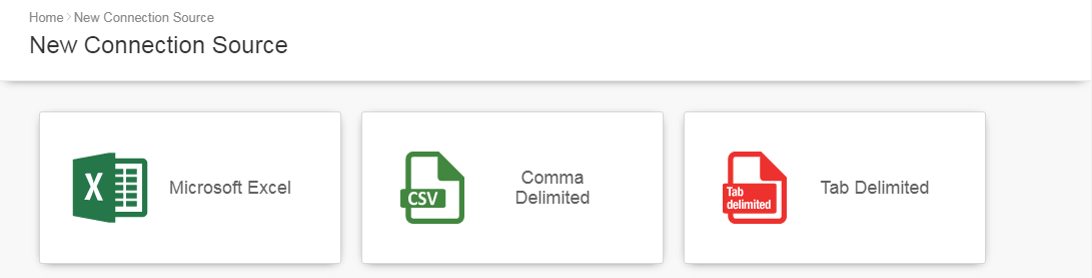 Home > New Connection Source
New Connection Source
X
Microsoft Excel
CSV
Comma
Delimited
Tab
delimited
Tab Delimited